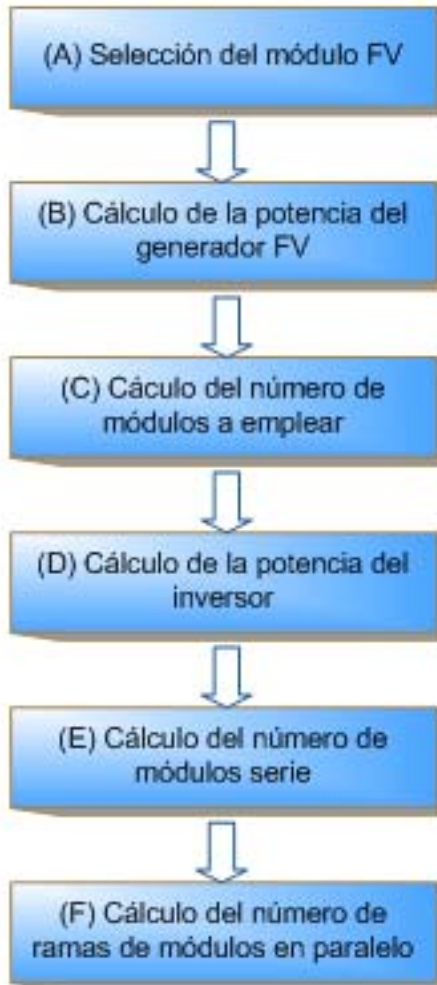 (A) Selección del módulo FV
(B) Cálculo de la potencia del
generador FV
(C) Cáculo del número de
módulos a emplear
(D) Cálculo de la potencia del
inversor
(E) Cálculo del número de
módulos serie
(F) Cálculo del número de
ramas de módulos en paralelo